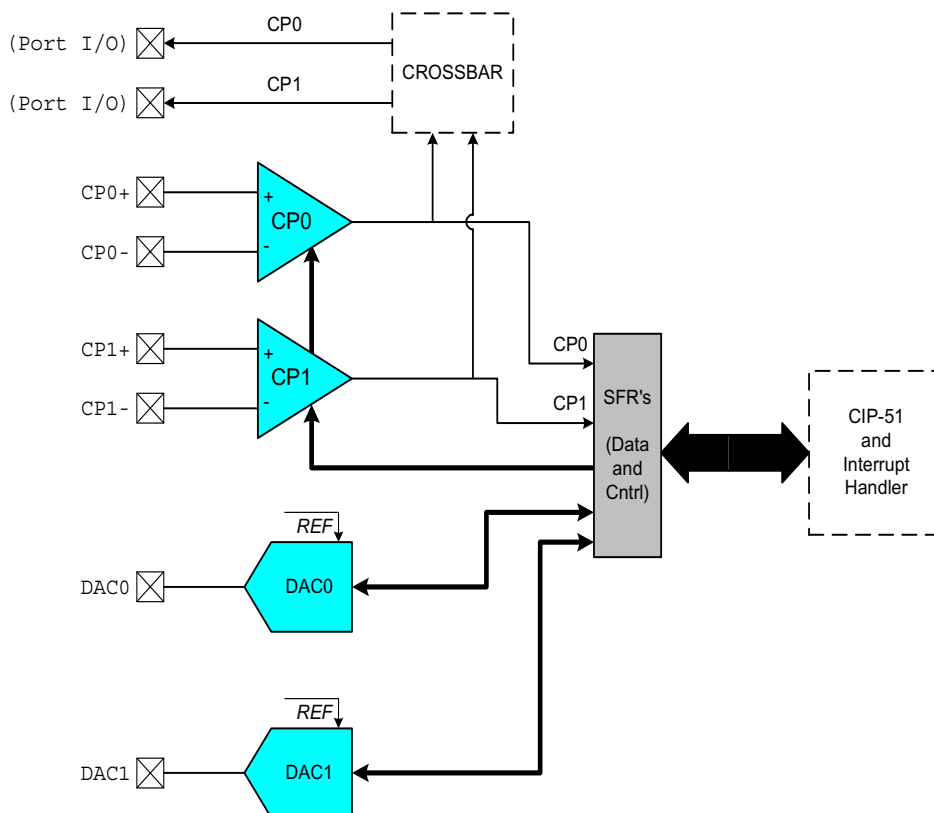 (Port I/O)
CP0
CROSSBAR
(Port I/O)
CP1
CP0+
+
CP0
CP0-
-
CP1+
+
CP1
CP1-
-
CP0
CP1
SFR's
(Data
and
Cntrl)
CIP-51
and
Interrupt
Handler
REF
DAC0
DAC0
REF
DAC1
DAC1